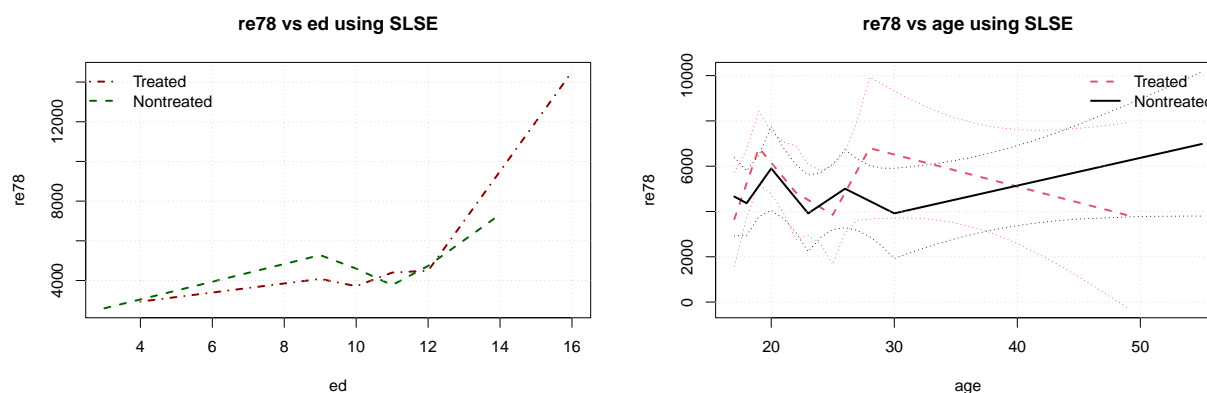 re78 vs ed using SLSE
Treated
Nontreated
re78
4000
8000
12000
4
6
8
10
12
14
16
ed
re78 vs age using SLSE
Treated
Nontreated
re78
0
2000
6000
10000
20
30
40
50
age